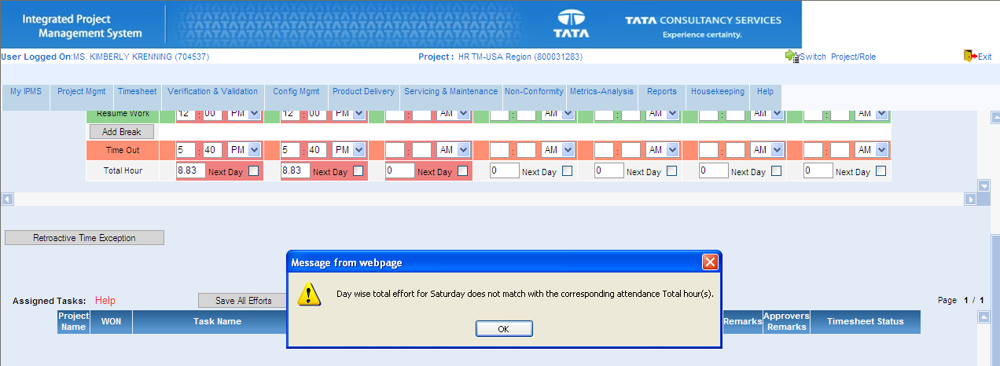 Integrated Project
Management System
TATA
TATA CONSULTANCY SERVICES
Experience certainty.
User Logged On:MS. KIMBERLY KRENNING (704537) Project : HR TM-USA Region (800031283) Switch Project/Role Exit
My IPMS Project Mgmt Timesheet Verification & Validation Config Mgmt Product Delivery Servicing & Maintenance Non-Conformity Metrics-Analysis Reports Housekeeping Help
Resume Work 12 : 00 PM 12 : 00 PM : AM : AM : AM : AM : AM
Add Break
Time Out 5 : 40 PM 5 : 40 PM : AM : AM : AM : AM : AM
Total Hour 8.83 Next Day 8.83 Next Day 0 Next Day 0 Next Day 0 Next Day 0 Next Day 0 Next Day
Retroactive Time Exception
Message from webpage
Day wise total effort for Saturday does not match with the corresponding attendance Total hour(s).
OK
Assigned Tasks: Help Save All Efforts Page 1 / 1
Project Name WON Task Name Remarks Approvers Remarks Timesheet Status